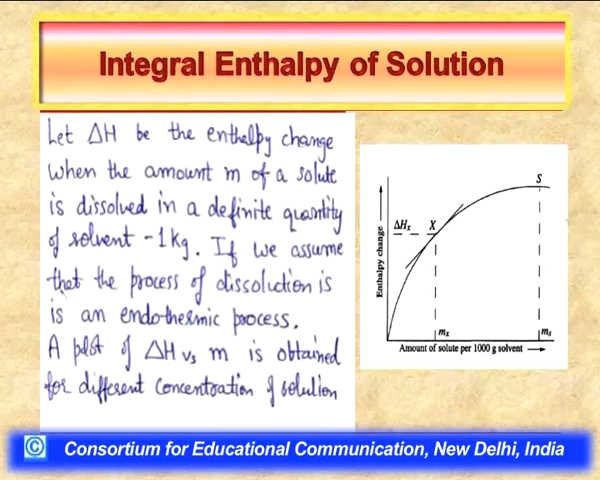 Integral Enthalpy of Solution
Let ΔH be the enthalpy change
when the amount m of a solute
is dissolved in a definite quantity
of solvent - 1 kg. If we assume
that the process of dissolution is
is an endothermic process.
A plot of ΔH vs m is obtained
for different concentration of solution
S
ΔHx X
Enthalpy change
mx ms
Amount of solute per 1000 g solvent
© Consortium for Educational Communication, New Delhi, India